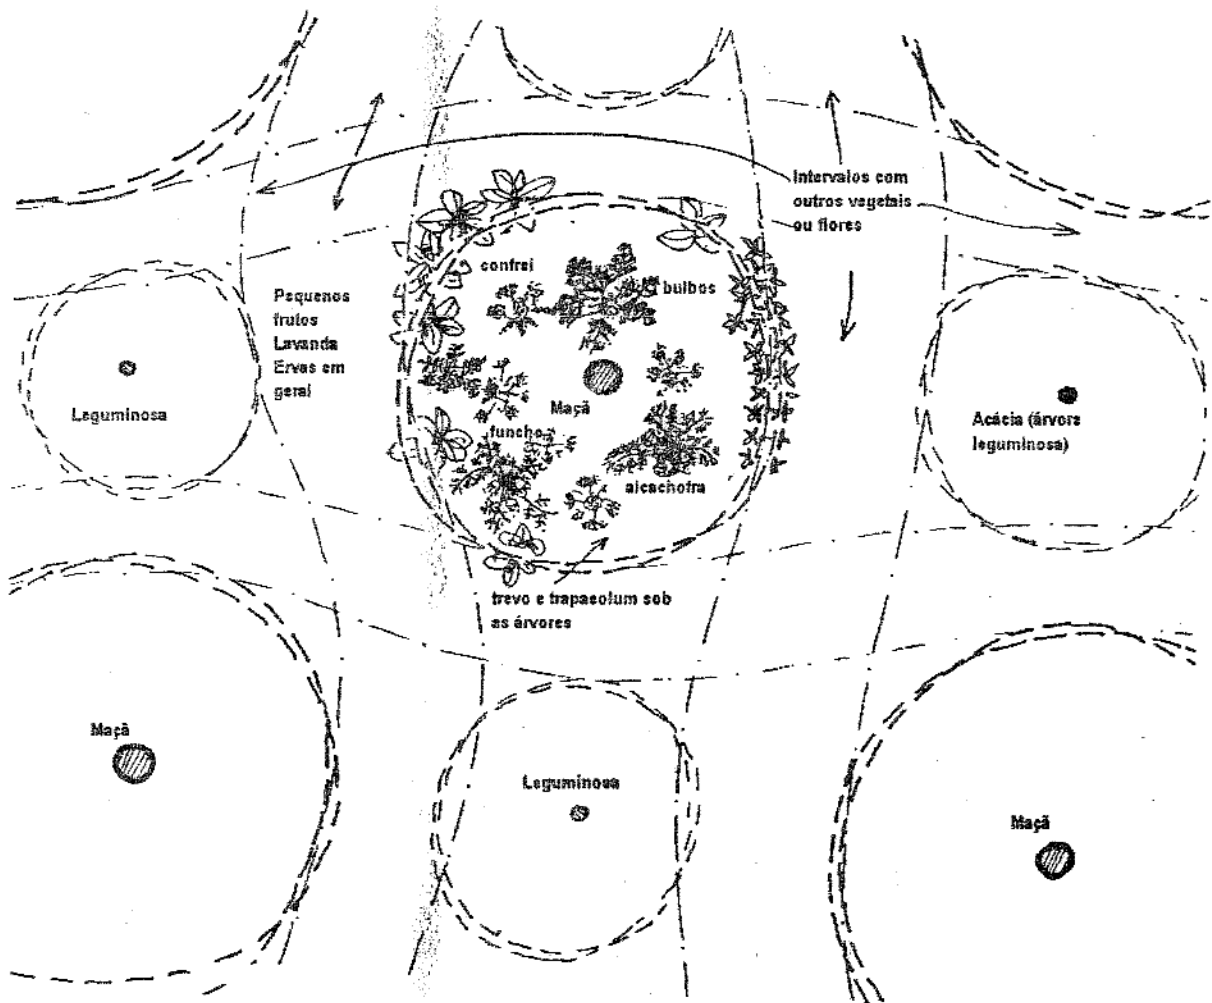 Intervalos com
outros vegetais
ou flores
confrei
bulbos
Pequenos
frutos
Lavanda
Ervas em
geral
Leguminosa
Maçã
Acácia (árvore
leguminosa)
funcho
alcachofra
trevo e trapaeolum sob
as árvores
Maçã
Leguminosa
Maçã